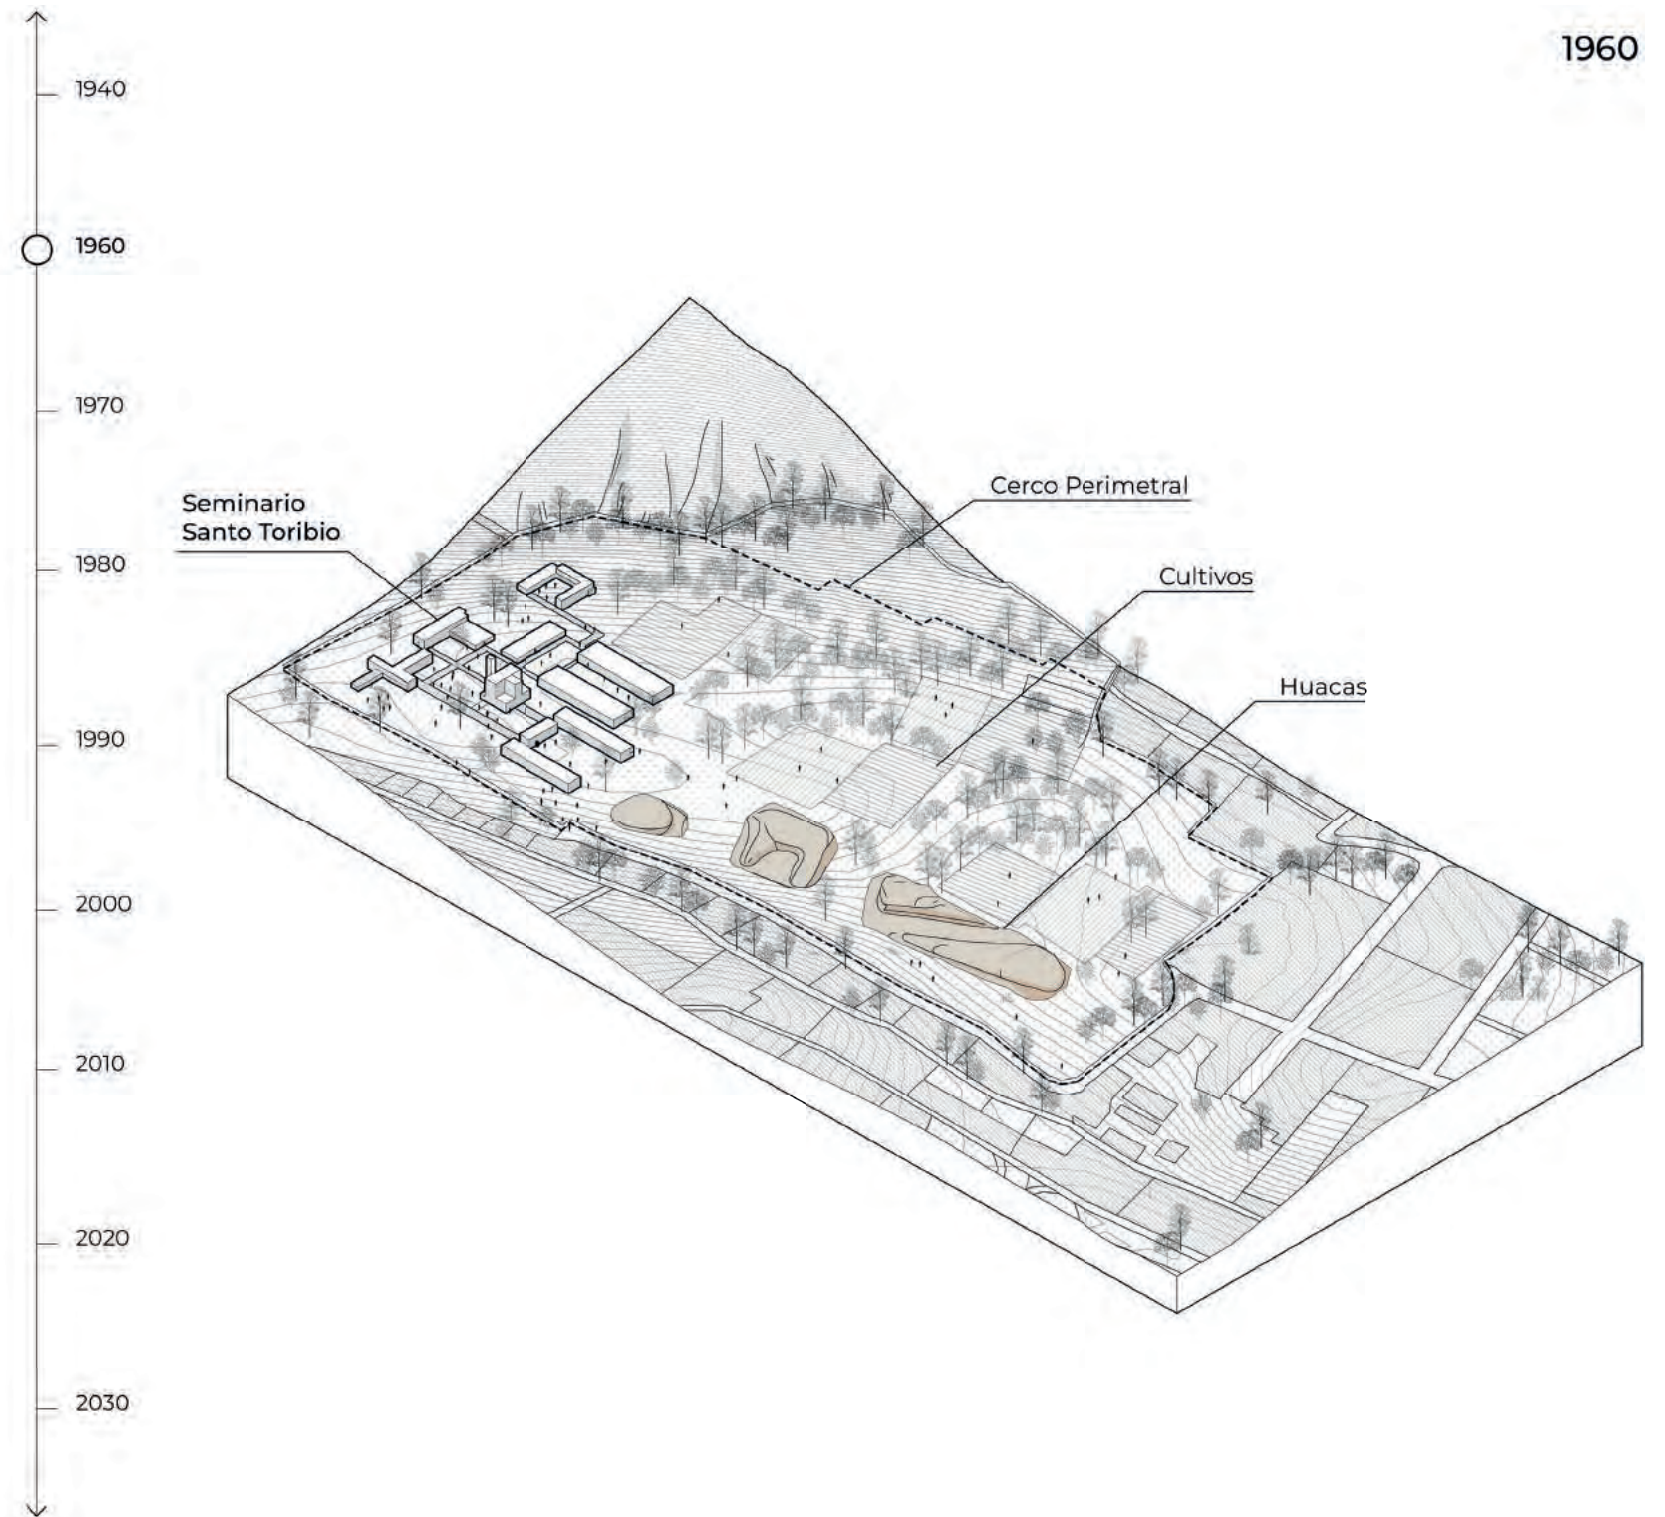 1960
1940
1960
1970
1980
1990
2000
2010
2020
2030
Seminario
Santo Toribio
Cerco Perimetral
Cultivos
Huacas